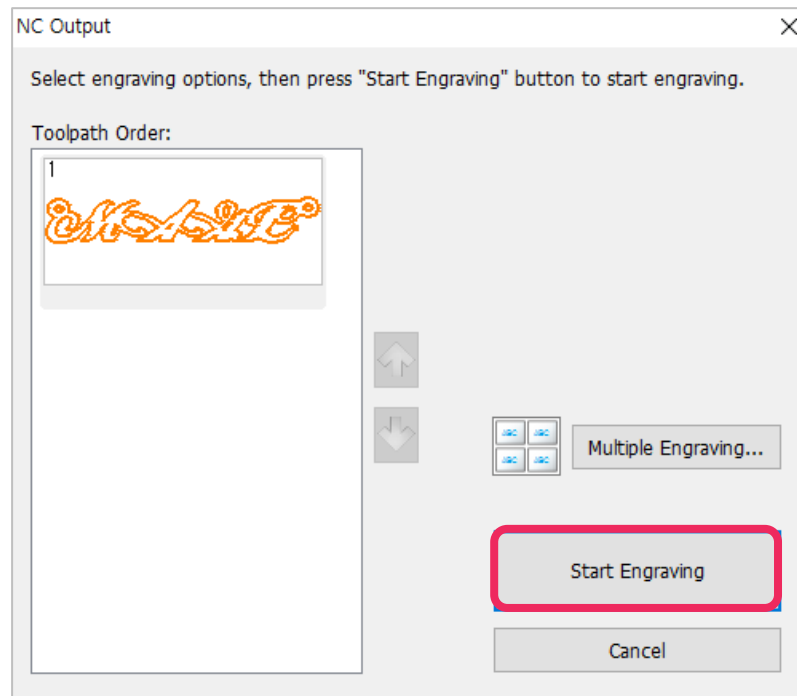 NC Output
Select engraving options, then press "Start Engraving" button to start engraving.
Toolpath Order:
1
Multiple Engraving...
Start Engraving
Cancel